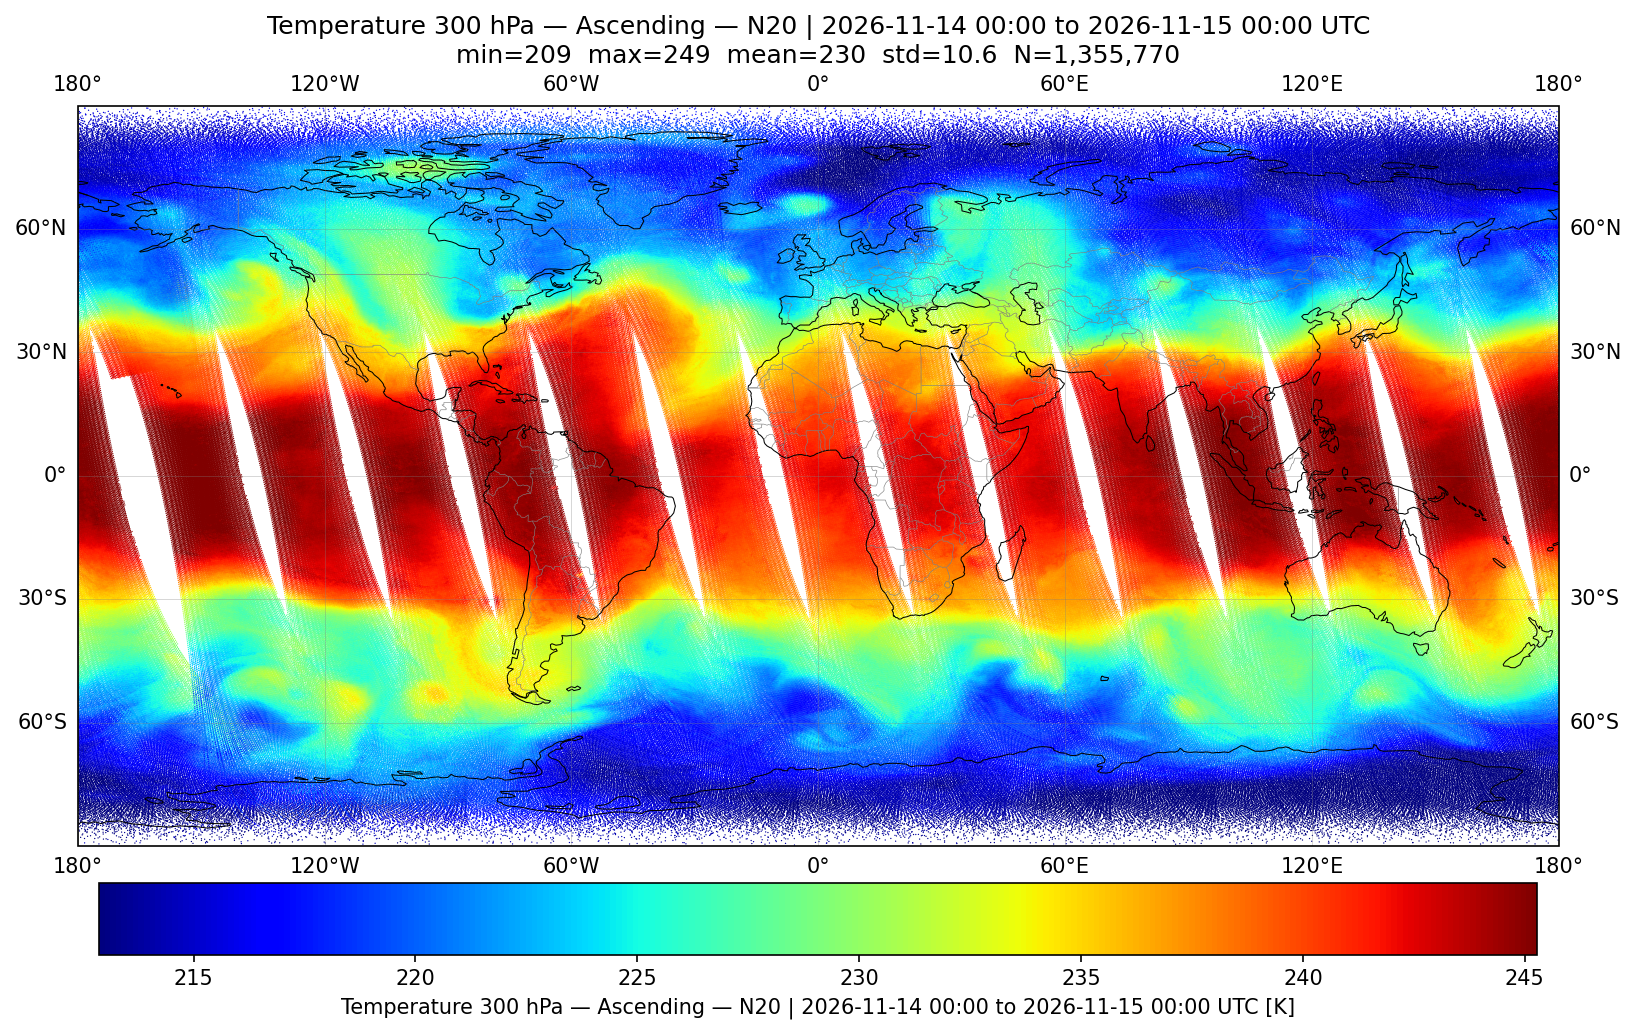 Temperature 300 hPa — Ascending — N20 | 2026-11-14 00:00 to 2026-11-15 00:00 UTC
min=209 max=249 mean=230 std=10.6 N=1,355,770
180° 120°W 60°W 0° 60°E 120°E 180°
60°N 60°N
30°N 30°N
0° 0°
30°S 30°S
60°S 60°S
180° 120°W 60°W 0° 60°E 120°E 180°
215 220 225 230 235 240 245
Temperature 300 hPa — Ascending — N20 | 2026-11-14 00:00 to 2026-11-15 00:00 UTC [K]